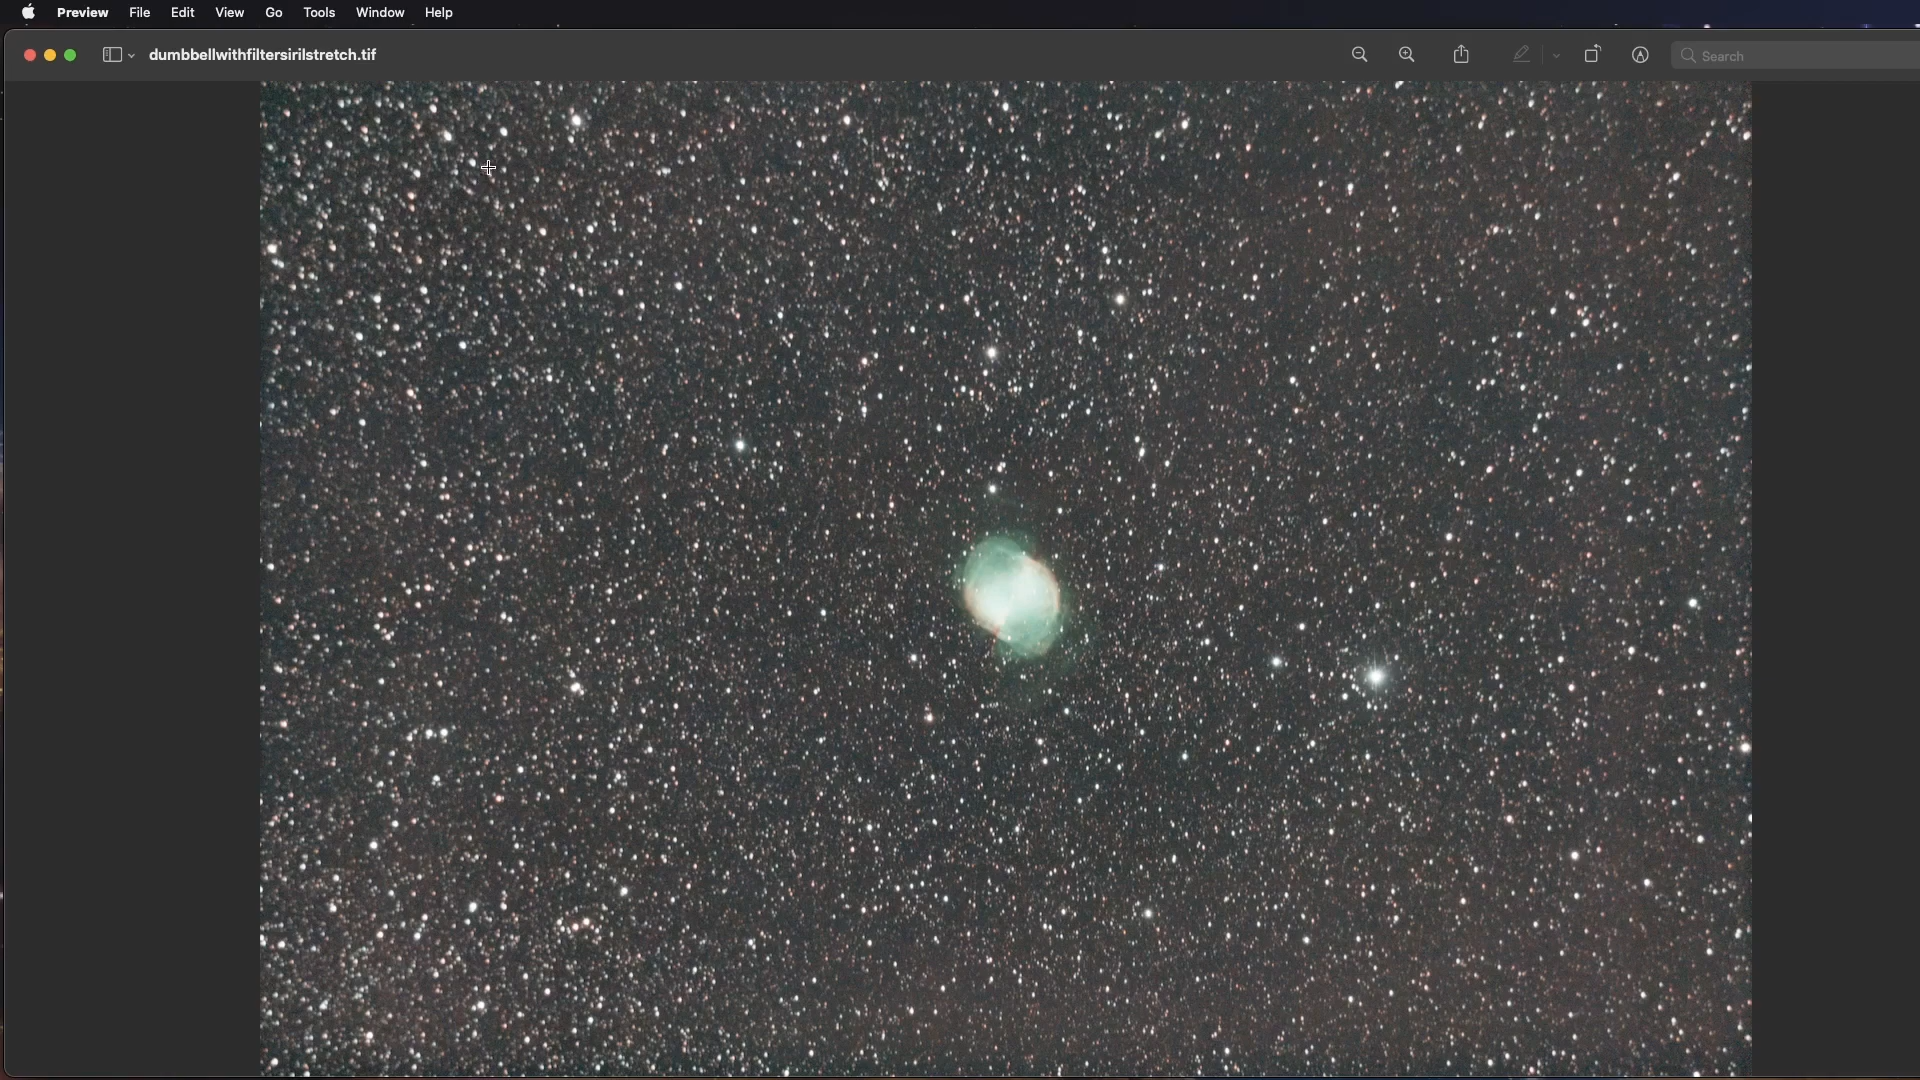 Preview File Edit View Go Tools Window Help
dumbbellwithfiltersirilstretch.tif Search